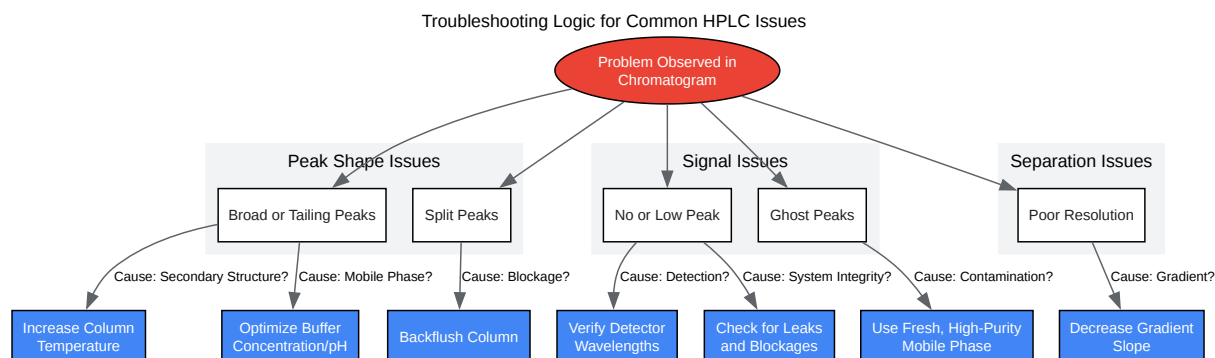 Troubleshooting Logic for Common HPLC Issues
Problem Observed in
Chromatogram
Peak Shape Issues
Signal Issues
Separation Issues
Broad or Tailing Peaks
Split Peaks
No or Low Peak
Ghost Peaks
Poor Resolution
Cause: Secondary Structure?
Cause: Mobile Phase?
Cause: Blockage?
Cause: Detection?
Cause: System Integrity?
Cause: Contamination?
Cause: Gradient?
Increase Column
Temperature
Optimize Buffer
Concentration/pH
Backflush Column
Verify Detector
Wavelengths
Check for Leaks
and Blockages
Use Fresh, High-Purity
Mobile Phase
Decrease Gradient
Slope